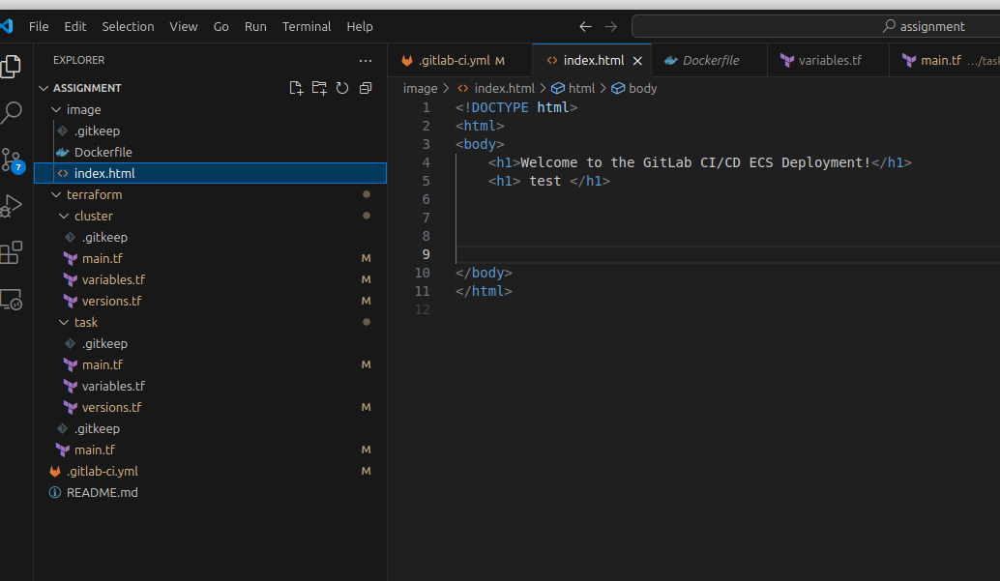 File Edit Selection View Go Run Terminal Help
assignment
EXPLORER
ASSIGNMENT
image
.gitkeep
Dockerfile
index.html
terraform
cluster
.gitkeep
main.tf M
variables.tf M
versions.tf M
task
.gitkeep
main.tf M
variables.tf
versions.tf M
.gitkeep
main.tf M
.gitlab-ci.yml M
README.md
7
.gitlab-ci.yml M
index.html
Dockerfile
variables.tf
main.tf .../task
image > index.html > html > body
1 <!DOCTYPE html>
2 <html>
3 <body>
4 <h1>Welcome to the GitLab CI/CD ECS Deployment!</h1>
5 <h1> test </h1>
6
7
8
9
10 </body>
11 </html>
12